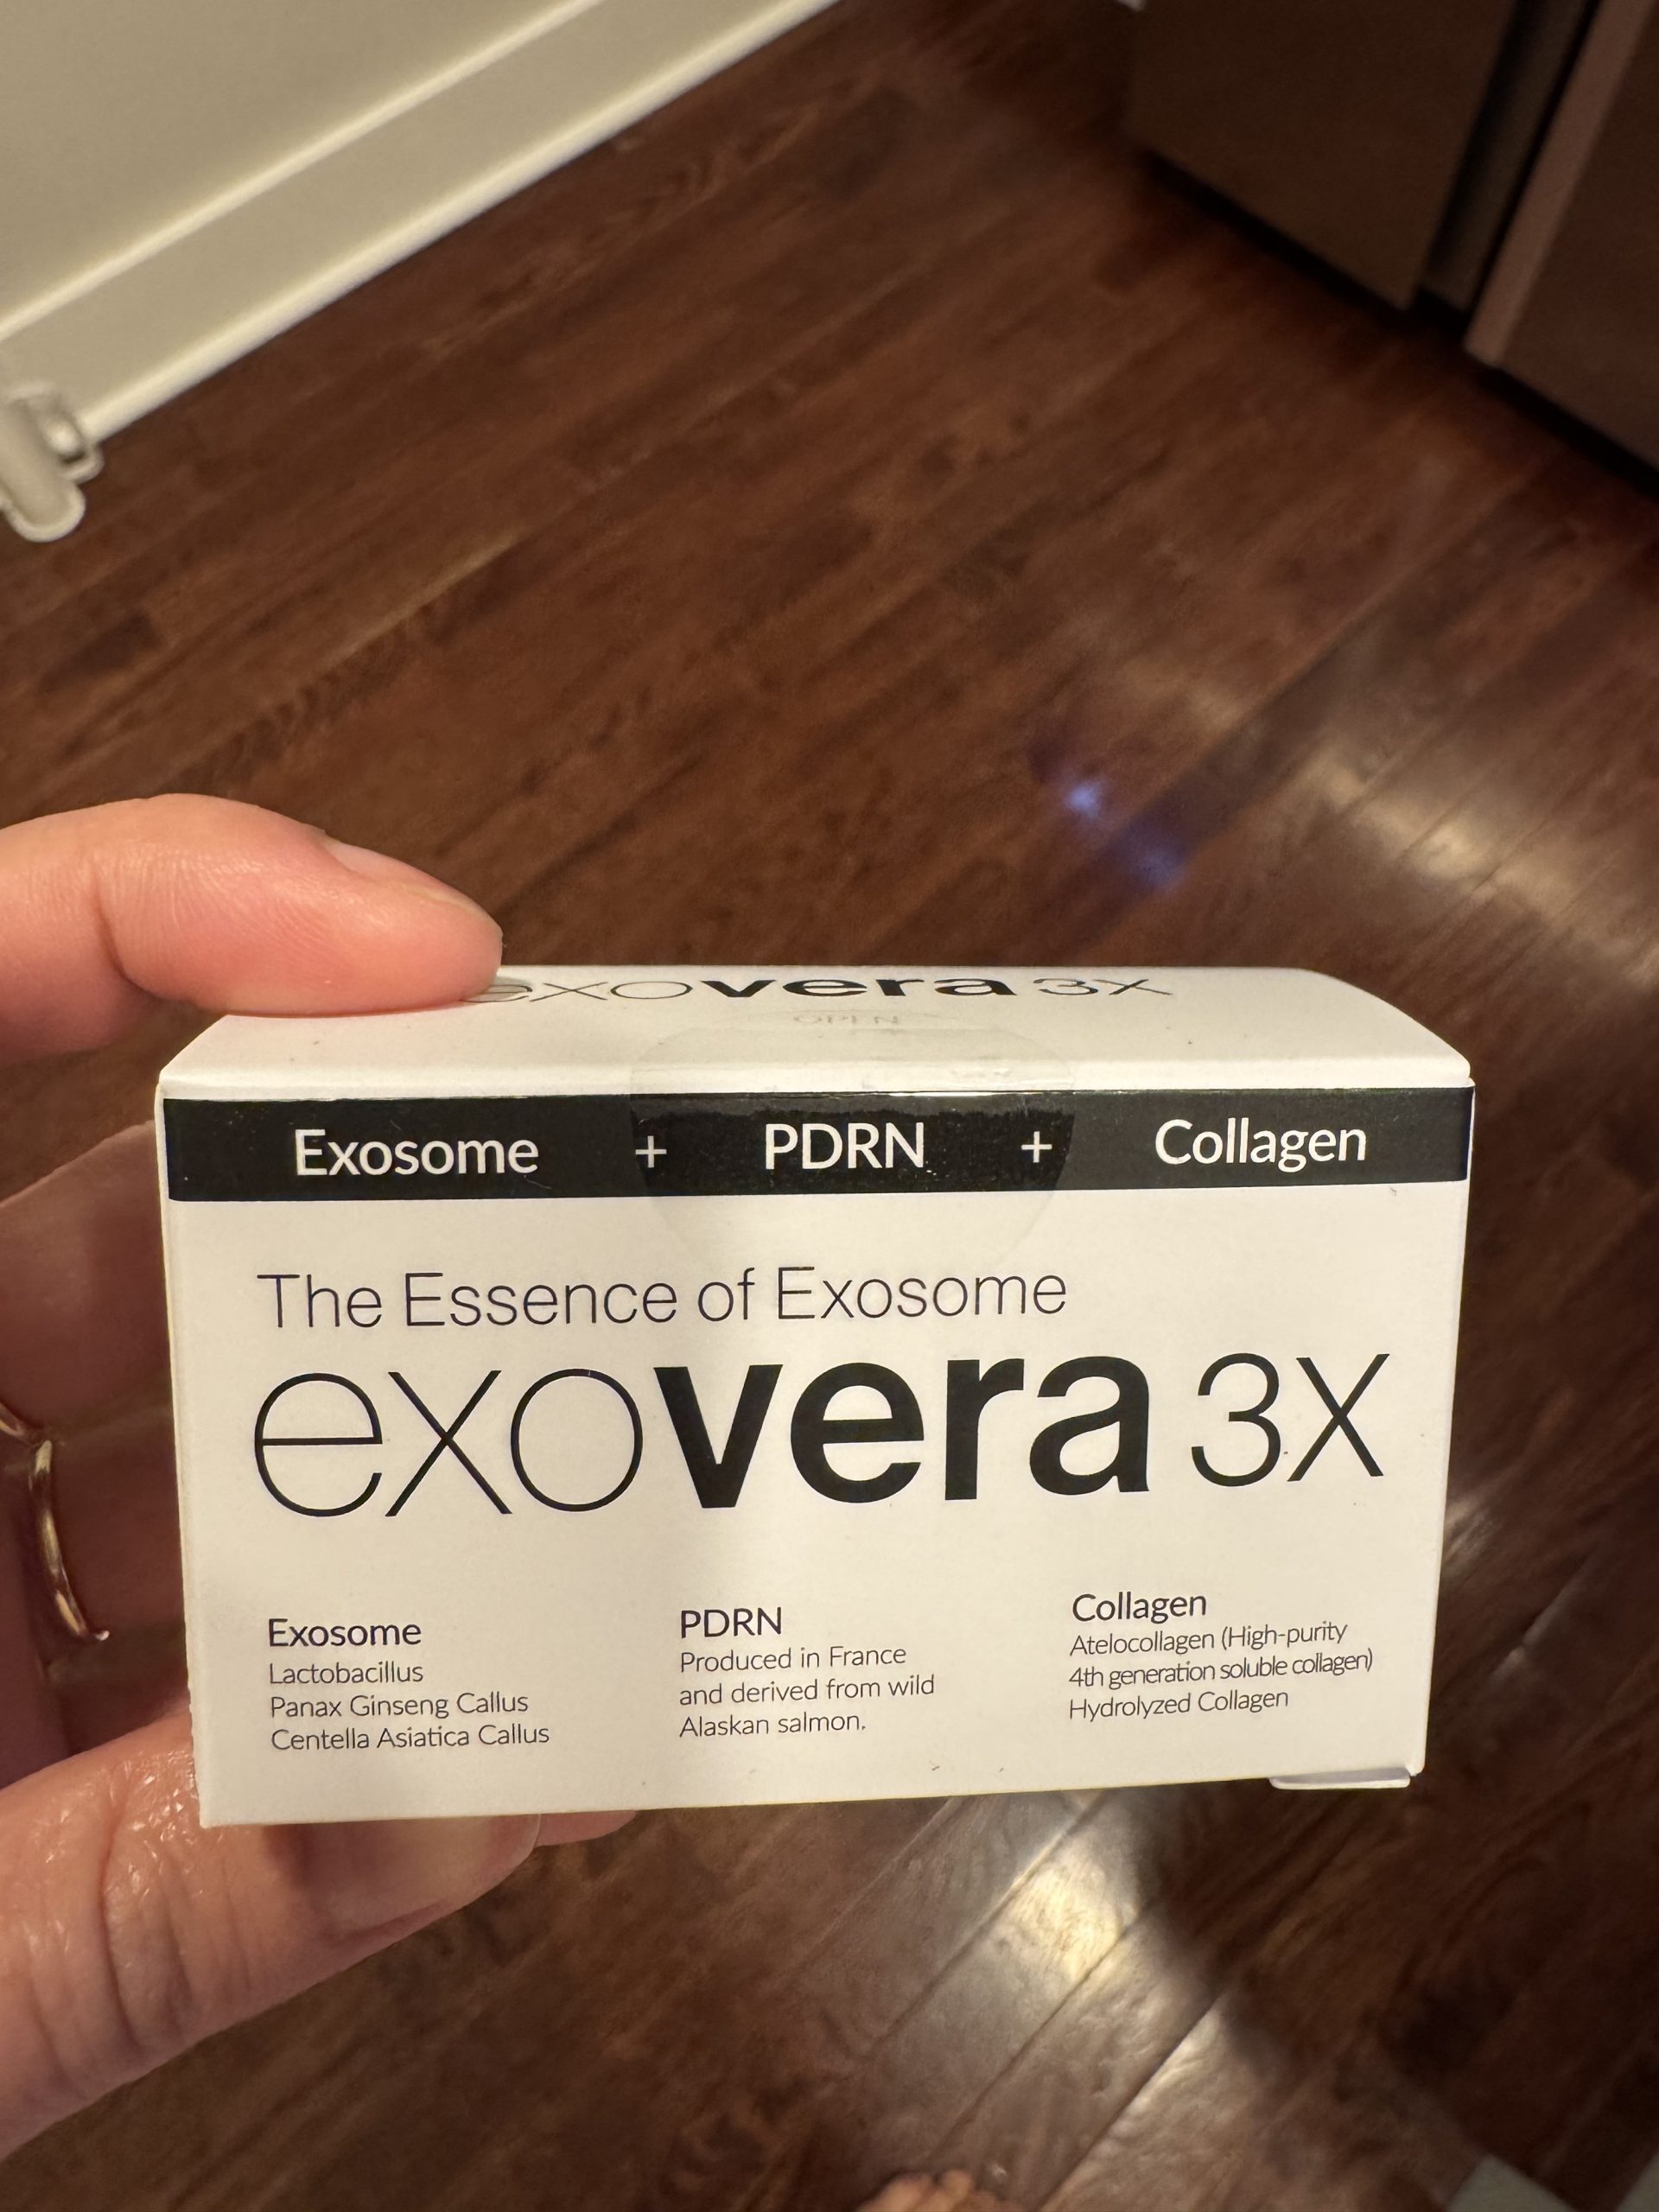 exovera 3X
OPEN
Exosome + PDRN + Collagen
The Essence of Exosome
exovera 3X
Exosome
Lactobacillus
Panax Ginseng Callus
Centella Asiatica Callus
PDRN
Produced in France
and derived from wild
Alaskan salmon.
Collagen
Atelocollagen (High-purity
4th generation soluble collagen)
Hydrolyzed Collagen